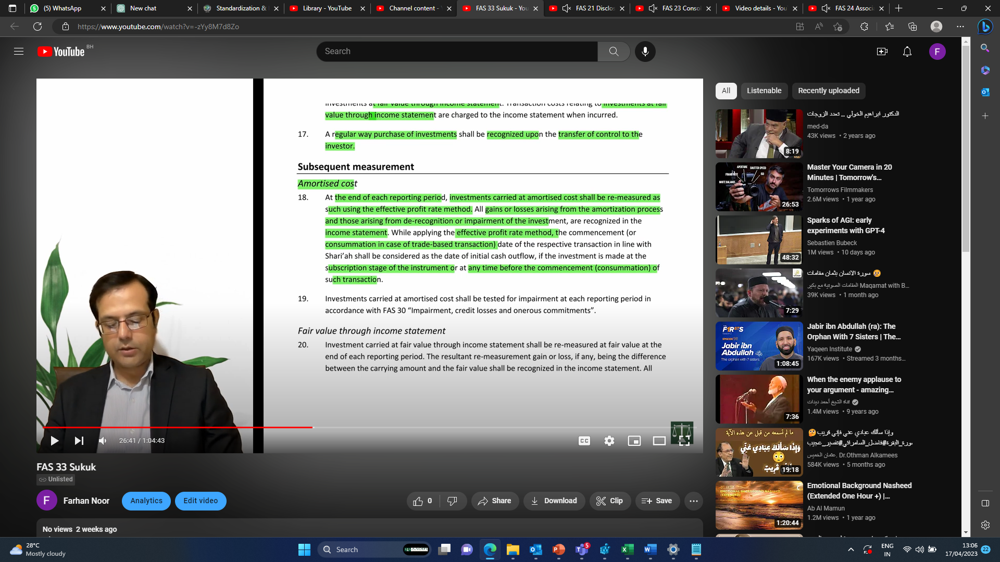 (5) WhatsApp
New chat
Standardization &
Library - YouTube
Channel content -
FAS 33 Sukuk - You
FAS 21 Disclos
FAS 23 Conso
Video details - You
FAS 24 Associ
https://www.youtube.com/watch?v=-zYy8M7d8Zo
YouTube BH
Search
F
value through income statement are charged to the income statement when incurred.
17. A regular way purchase of investments shall be recognized upon the transfer of control to the
investor.
Subsequent measurement
Amortised cost
18. At the end of each reporting period, investments carried at amortised cost shall be re-measured as
such using the effective profit rate method. All gains or losses arising from the amortization process
and those arising from de-recognition or impairment of the investment, are recognized in the
income statement. While applying the effective profit rate method, the commencement (or
consummation in case of trade-based transaction) date of the respective transaction in line with
Shari’ah shall be considered as the date of initial cash outflow, if the investment is made at the
subscription stage of the instrument or at any time before the commencement (consummation) of
such transaction.
19. Investments carried at amortised cost shall be tested for impairment at each reporting period in
accordance with FAS 30 “Impairment, credit losses and onerous commitments”.
Fair value through income statement
20. Investment carried at fair value through income statement shall be re-measured at fair value at the
end of each reporting period. The resultant re-measurement gain or loss, if any, being the difference
between the carrying amount and the fair value shall be recognized in the income statement. All
26:41 / 1:04:43
CC
FAS 33 Sukuk
Unlisted
F
Farhan Noor
Analytics
Edit video
0
Share
Download
Clip
Save
No views 2 weeks ago
All
Listenable
Recently uploaded
الدكتور ابراهيم الخولي .. تعدد الزوجات
med-da
43K views • 2 years ago
8:19
Master Your Camera in 20
Minutes | Tomorrow's...
Tomorrows Filmmakers
2.6M views • 1 year ago
APERTURE
SHUTTER SPEED
FRAME RATE
ISO
WHITE BALANCE
26:53
Sparks of AGI: early
experiments with GPT-4
Sebastien Bubeck
1M views • 10 days ago
48:32
سورة الانسان بثمان مقامات 😢
المقامات الصوتية مع بكير Maqamat with B...
39K views • 1 month ago
7:29
Jabir ibn Abdullah (ra): The
Orphan With 7 Sisters | The...
Yaqeen Institute
167K views • Streamed 3 months...
THE F1RSTS
EPISODE 98
Jabir ibn
Abdullah
The orphan with 7 sisters
1:08:45
When the enemy applause to
your argument - amazing...
قناة الشيخ أحمد ديدات
1.4M views • 9 years ago
7:36
وإذا سألك عبادي عني فإني قريب🤔
سورة_البقرة#فاضل_السامرائي#تفسير_عجيب
عثمان الخميس. Dr.Othman Alkamees
584K views • 5 months ago
ما لم تسمعه من قبل عن هذه الآية
وَإِذَا سَأَلَكَ عِبَادِي عَنِّي
قَرِيبٌ
19:18
Emotional Background Nasheed
(Extended One Hour +) |...
Ab Al Mamun
1.2M views • 1 year ago
EMOTIONAL BACKGROUND NASHEED
(EXTENDED)
1:20:44
28°C
Mostly cloudy
Search
5
ENG
IN
13:06
17/04/2023
22